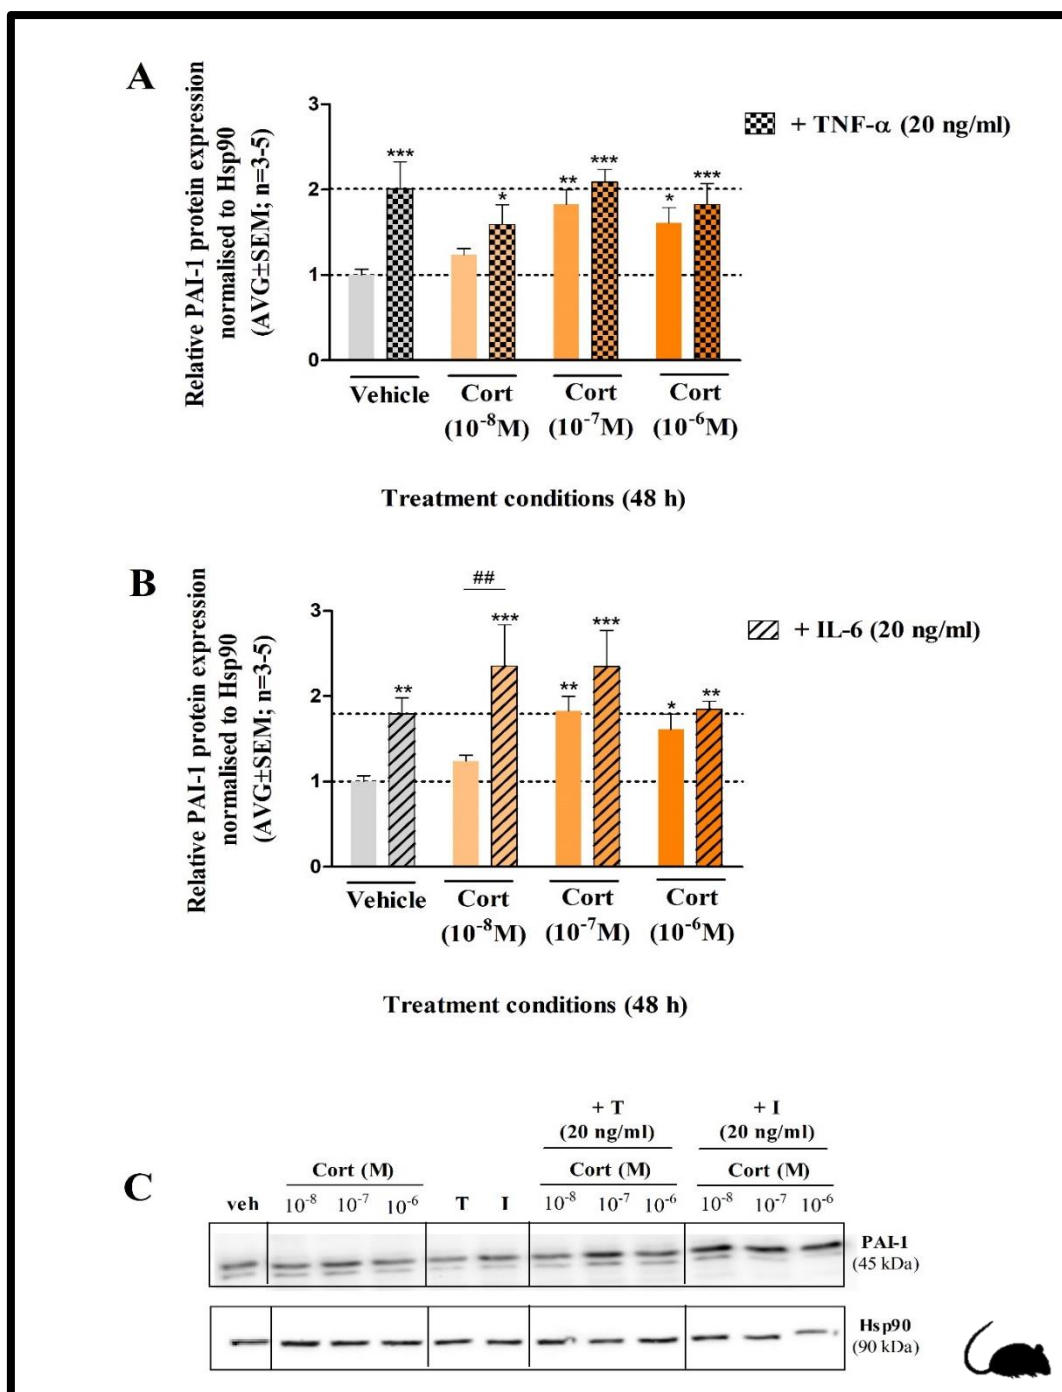 A
Relative PAI-1 protein expression
normalised to Hsp90
(AVG±SEM; n=3-5)
3
2
1
0
***
*
**
***
*
***
+ TNF-α (20 ng/ml)
Vehicle
Cort
(10⁻⁸M)
Cort
(10⁻⁷M)
Cort
(10⁻⁶M)
Treatment conditions (48 h)
B
Relative PAI-1 protein expression
normalised to Hsp90
(AVG±SEM; n=3-5)
3
2
1
0
##
**
***
**
***
*
**
+ IL-6 (20 ng/ml)
Vehicle
Cort
(10⁻⁸M)
Cort
(10⁻⁷M)
Cort
(10⁻⁶M)
Treatment conditions (48 h)
C
+ T
(20 ng/ml)
+ I
(20 ng/ml)
Cort (M)
Cort (M)
Cort (M)
veh 10⁻⁸ 10⁻⁷ 10⁻⁶ T I 10⁻⁸ 10⁻⁷ 10⁻⁶ 10⁻⁸ 10⁻⁷ 10⁻⁶
PAI-1
(45 kDa)
Hsp90
(90 kDa)